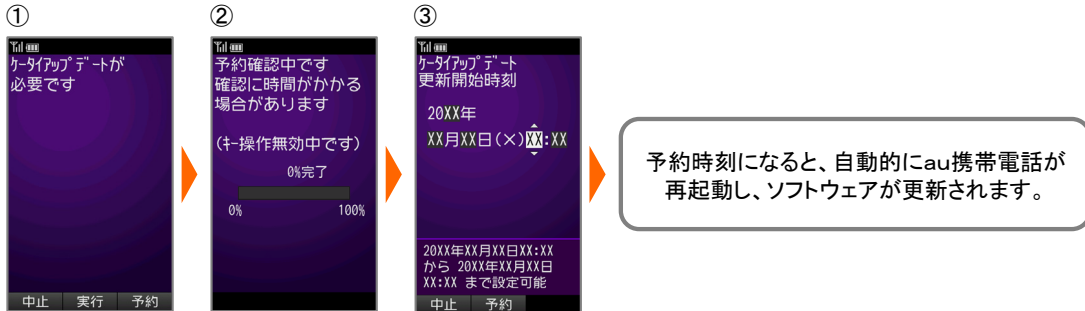 ①
ｹｰﾀｲｱｯﾌﾟﾃﾞｰﾄが
必要です
中止 実行 予約
②
予約確認中です
確認に時間がかかる
場合があります
(ｷｰ操作無効中です)
0%完了
0% 100%
③
ｹｰﾀｲｱｯﾌﾟﾃﾞｰﾄ
更新開始時刻
20XX年
XX月XX日(×)XX:XX
20XX年XX月XX日XX:XX
から 20XX年XX月XX日
XX:XX まで設定可能
中止 予約
予約時刻になると、自動的にau携帯電話が
再起動し、ソフトウェアが更新されます。